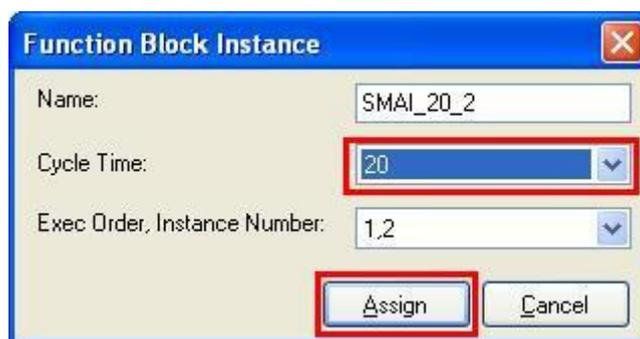 Function Block Instance
Name: SMAI_20_2
Cycle Time: 20
Exec Order, Instance Number: 1,2
Assign Cancel